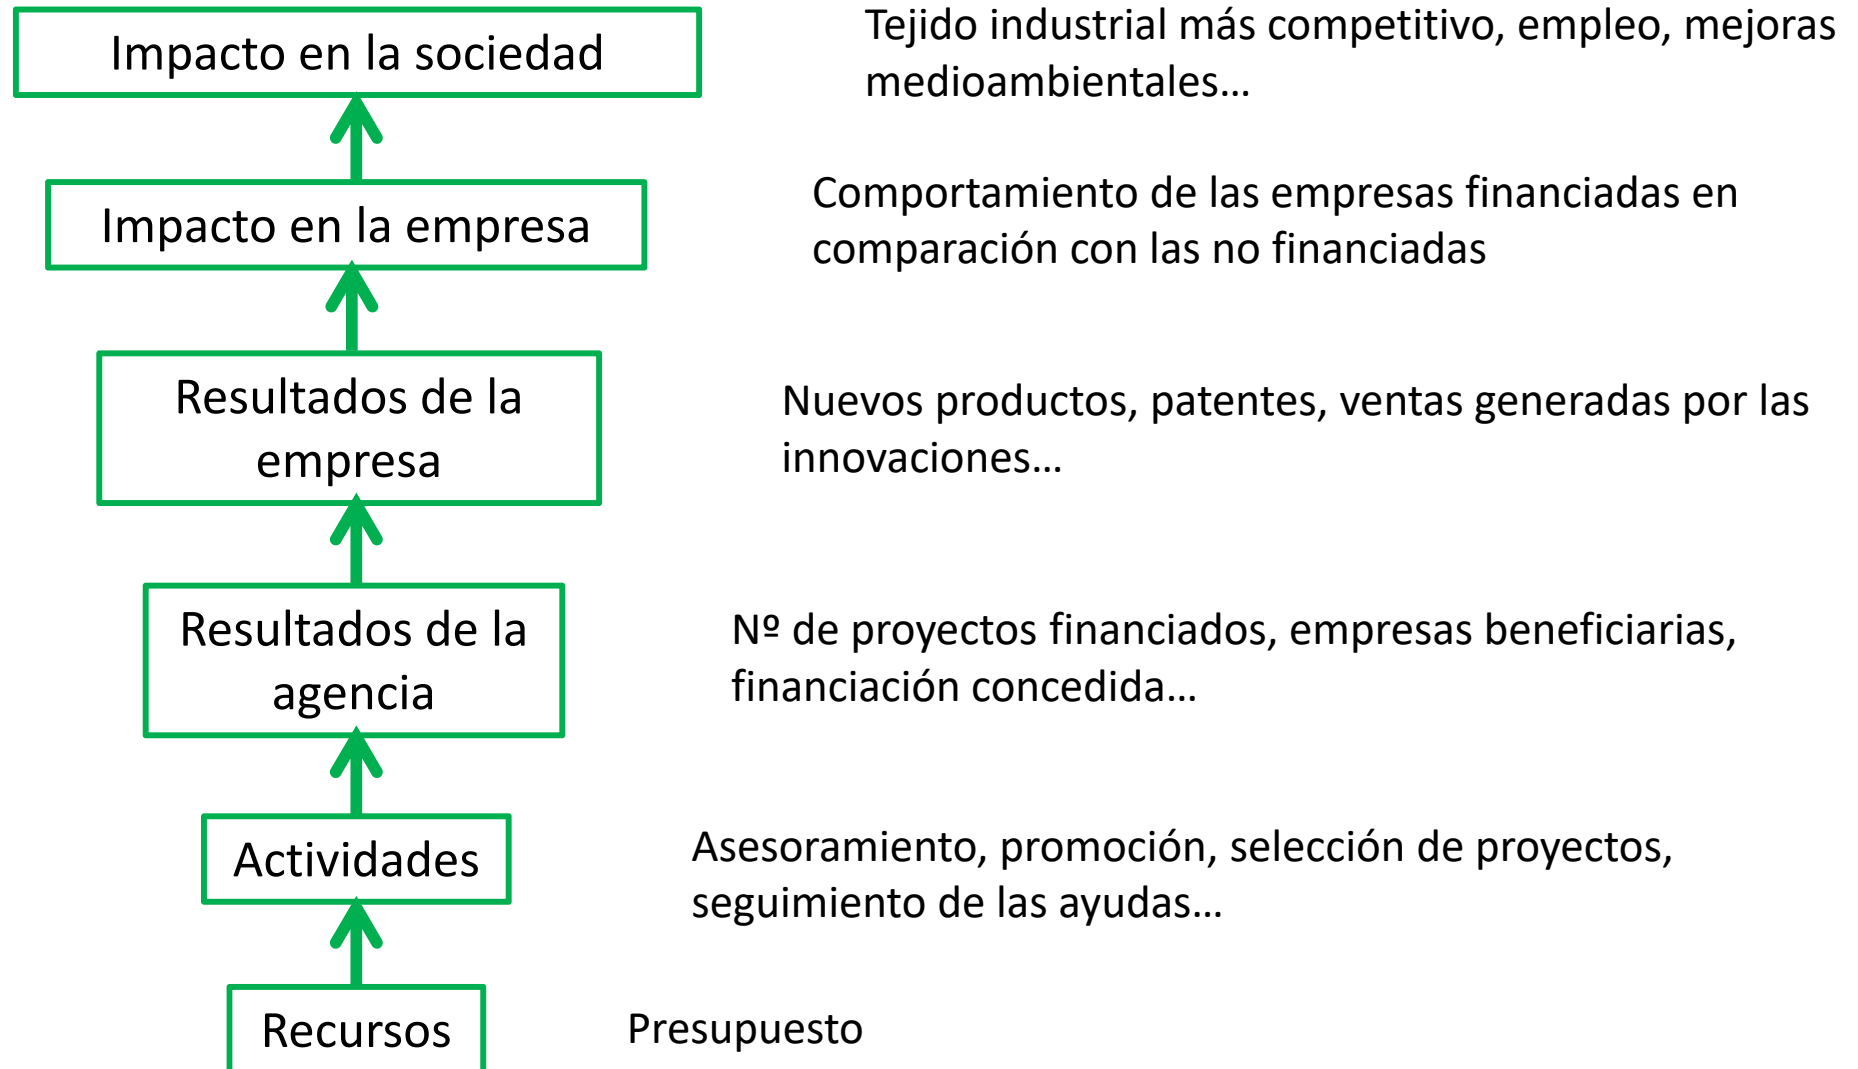 Impacto en la sociedad
Tejido industrial más competitivo, empleo, mejoras
medioambientales…
Impacto en la empresa
Comportamiento de las empresas financiadas en
comparación con las no financiadas
Resultados de la
empresa
Nuevos productos, patentes, ventas generadas por las
innovaciones…
Resultados de la
agencia
Nº de proyectos financiados, empresas beneficiarias,
financiación concedida…
Actividades
Asesoramiento, promoción, selección de proyectos,
seguimiento de las ayudas…
Recursos
Presupuesto